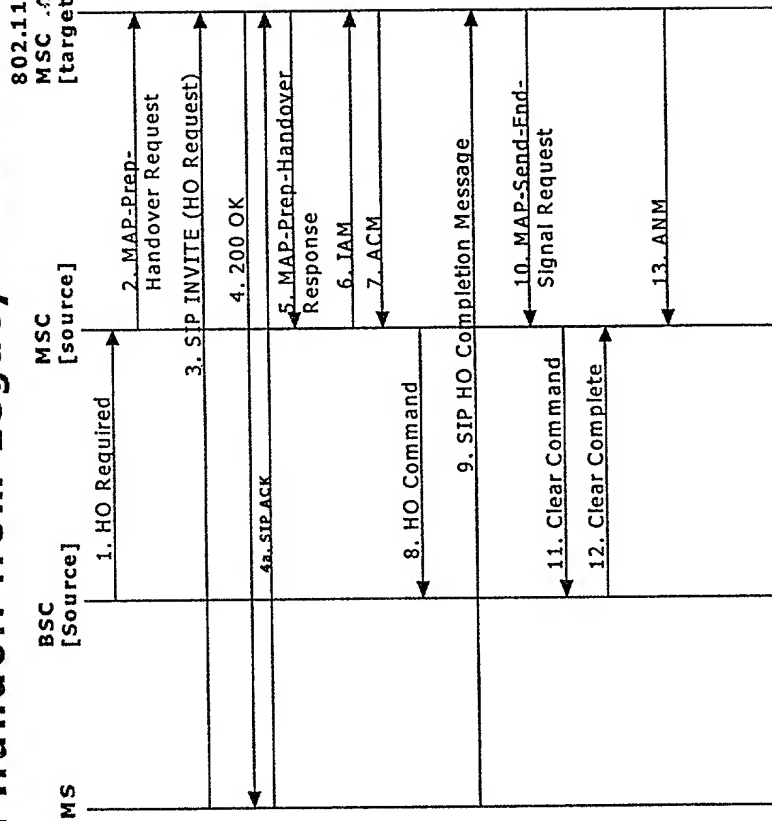 802.11
MS
BSC
[Source]
MSC
[source]
MSC
[target
1. HO Required
2. MAP-Prep-
Handover Request
3. SIP INVITE (HO Request)
4. 200 OK
4a. SIP ACK
5. MAP-Prep-Handover
Response
6. IAM
7. ACM
8. HO Command
9. SIP HO Completion Message
10. MAP-Send-End-
Signal Request
11. Clear Command
12. Clear Complete
13. ANM